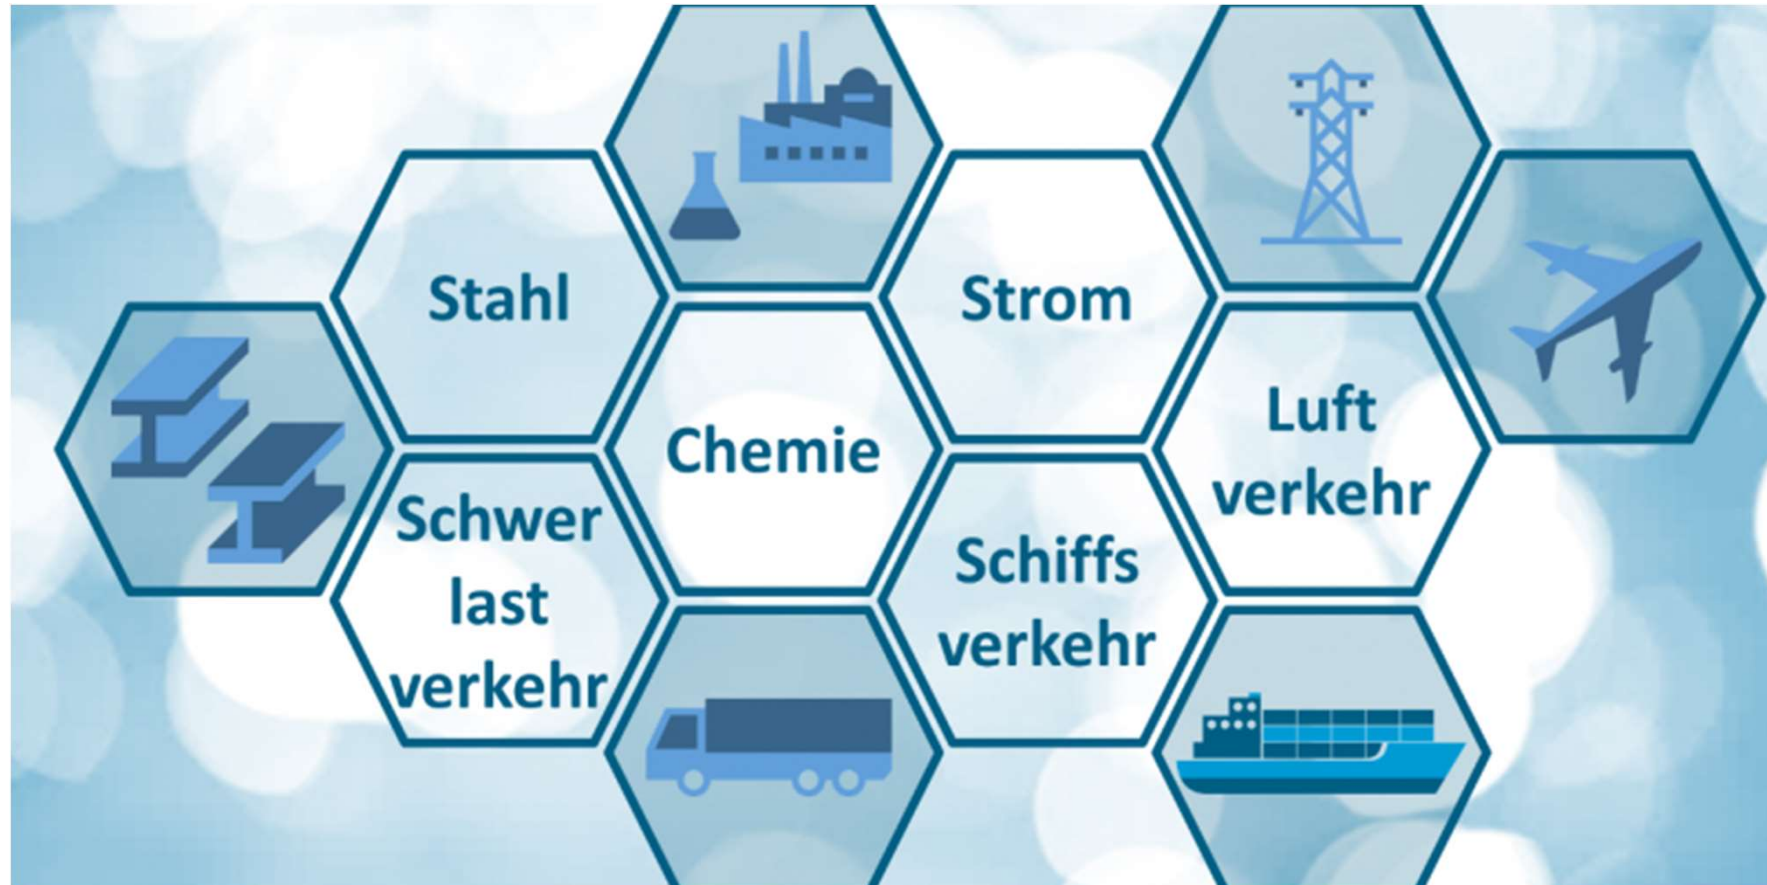 Stahl
Strom
Chemie
Luft
verkehr
Schwer
last
verkehr
Schiffs
verkehr